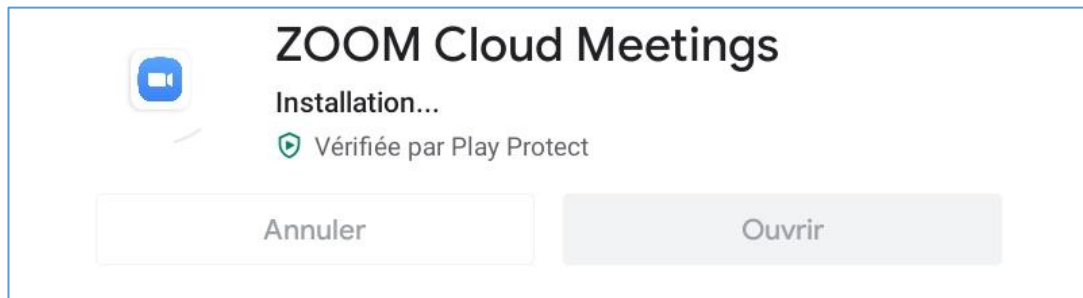 ZOOM Cloud Meetings
Installation...
Vérifiée par Play Protect
Annuler
Ouvrir